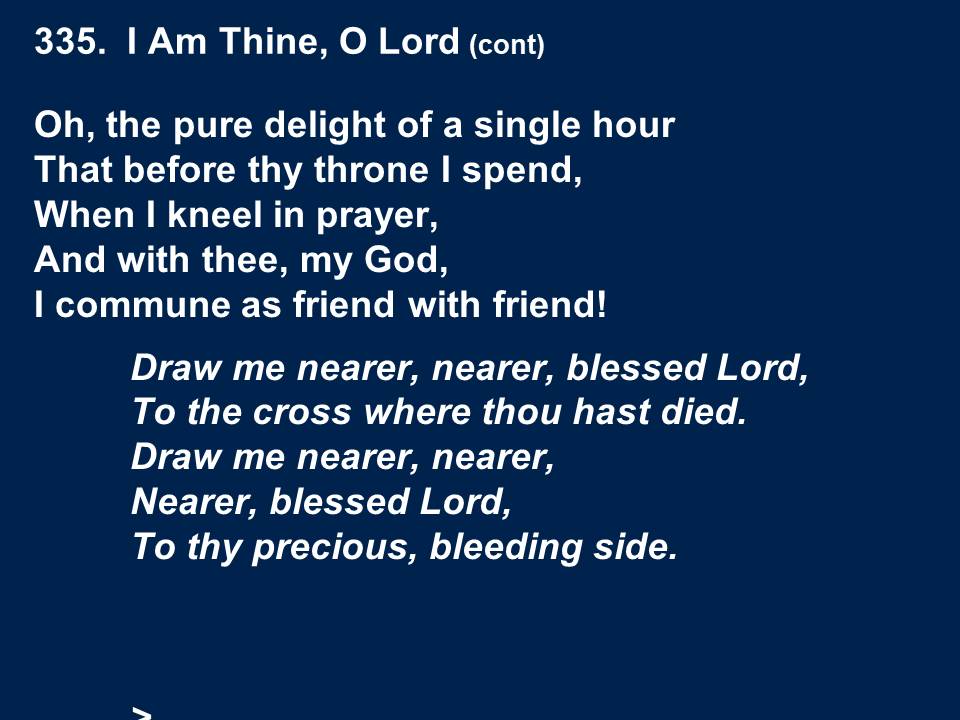 335.  I Am Thine, O Lord (cont)
Oh, the pure delight of a single hour
That before thy throne I spend,
When I kneel in prayer,
And with thee, my God,
I commune as friend with friend!
Draw me nearer, nearer, blessed Lord,
To the cross where thou hast died.
Draw me nearer, nearer,
Nearer, blessed Lord,
To thy precious, bleeding side.
>